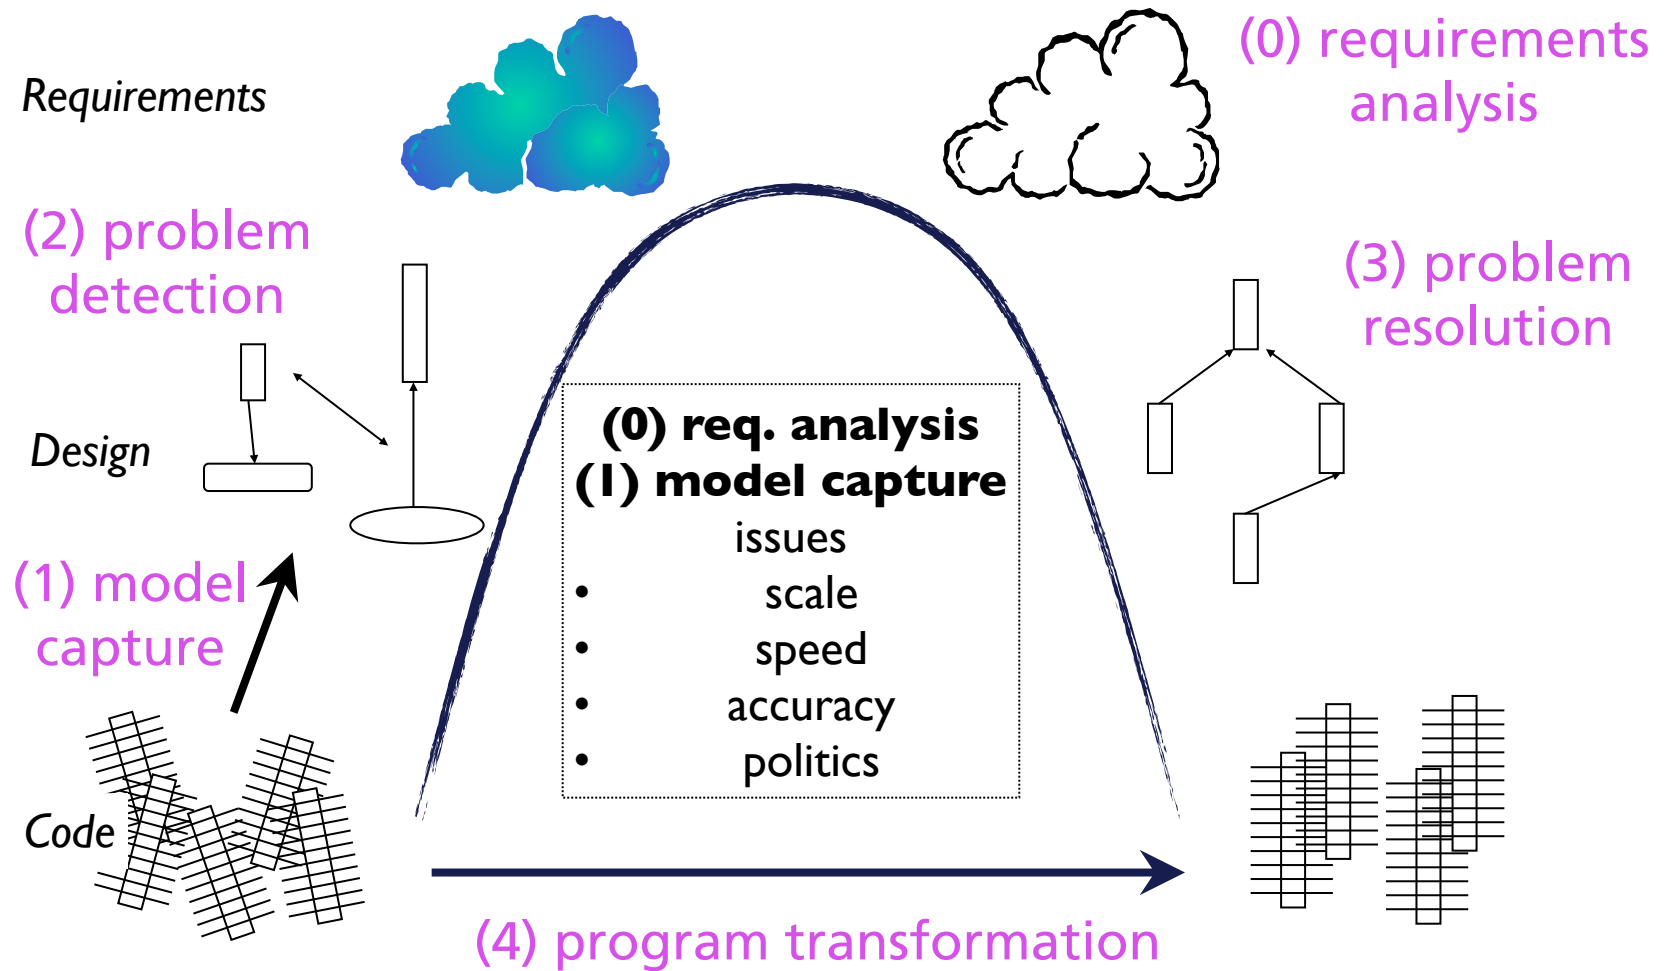 (0) requirements
analysis
Requirements
(2) problem
detection
(3) problem
resolution
Design
(0) req. analysis
(1) model capture
issues
• scale
• speed
• accuracy
• politics
(1) model
capture
Code
(4) program transformation